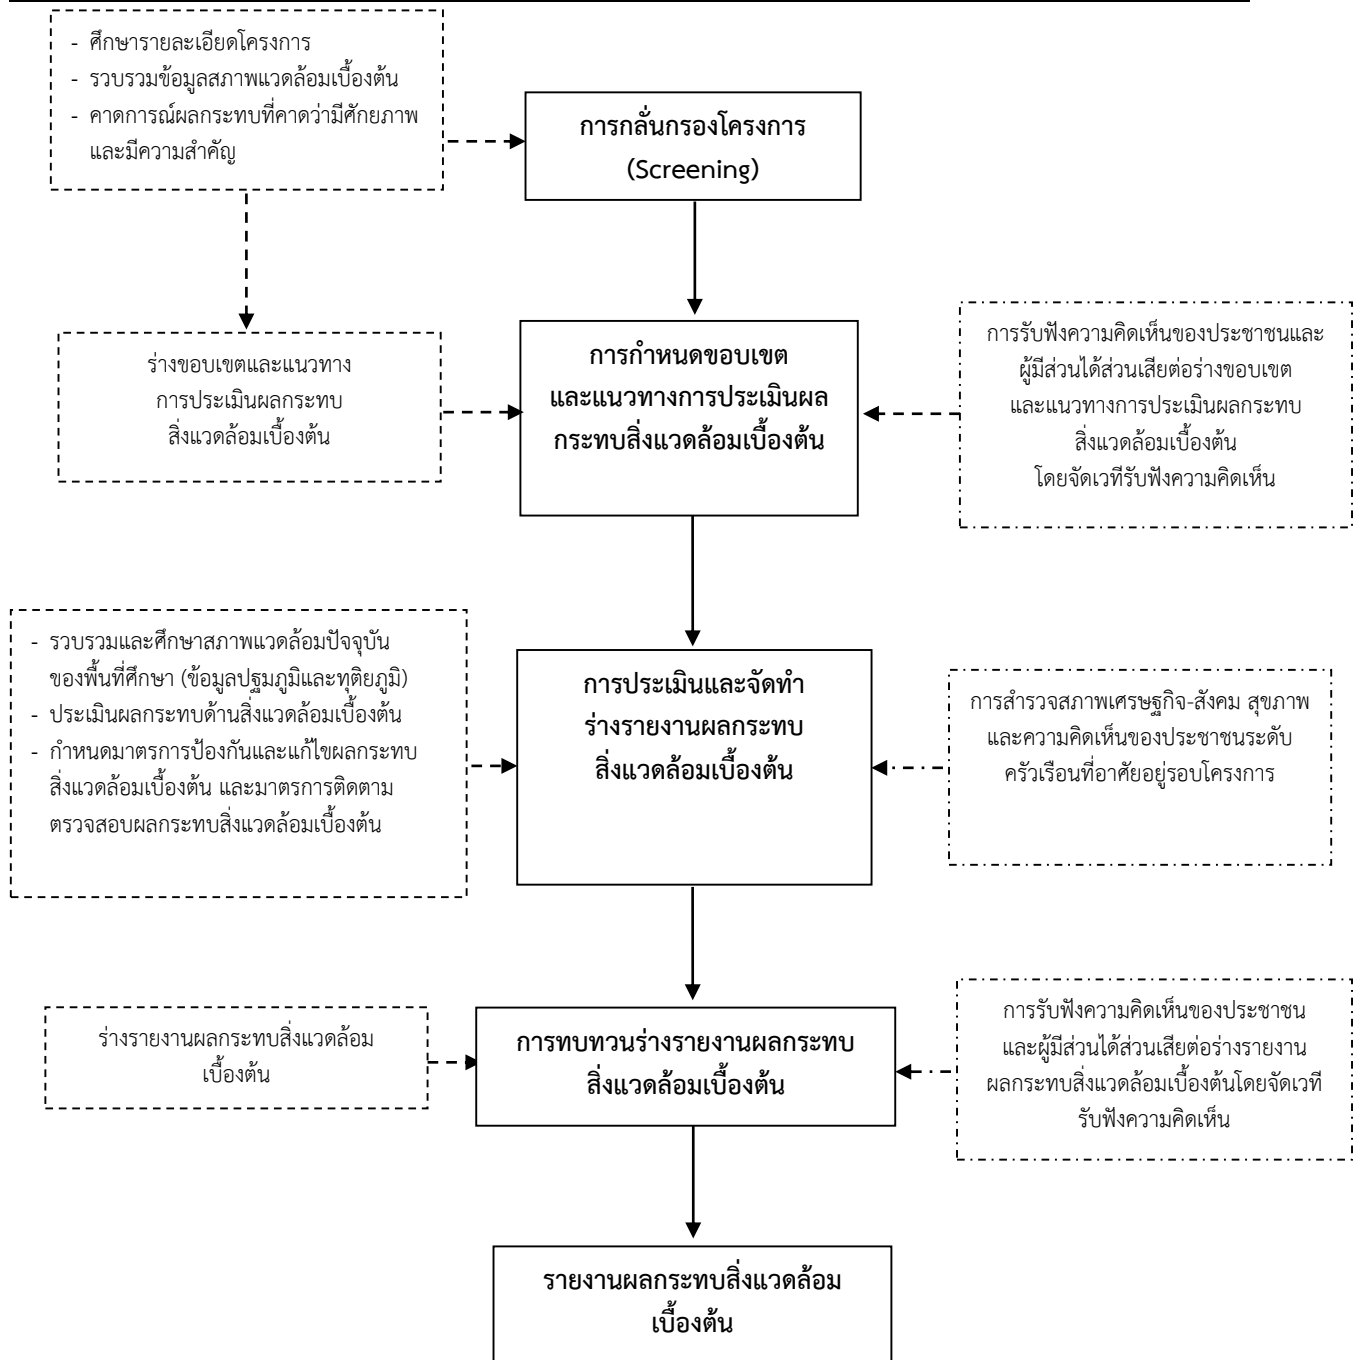 - ศึกษารายละเอียดโครงการ
- รวบรวมข้อมูลสภาพแวดล้อมเบื้องต้น
- คาดการณ์ผลกระทบที่คาดว่ามีศักยภาพ
และมีความสำคัญ
การกลั่นกรองโครงการ
(Screening)
ร่างขอบเขตและแนวทาง
การประเมินผลกระทบ
สิ่งแวดล้อมเบื้องต้น
การกำหนดขอบเขต
และแนวทางการประเมินผล
กระทบสิ่งแวดล้อมเบื้องต้น
การรับฟังความคิดเห็นของประชาชนและ
ผู้มีส่วนได้ส่วนเสียต่อร่างขอบเขต
และแนวทางการประเมินผลกระทบ
สิ่งแวดล้อมเบื้องต้น
โดยจัดเวทีรับฟังความคิดเห็น
- รวบรวมและศึกษาสภาพแวดล้อมปัจจุบัน
ของพื้นที่ศึกษา (ข้อมูลปฐมภูมิและทุติยภูมิ)
- ประเมินผลกระทบด้านสิ่งแวดล้อมเบื้องต้น
- กำหนดมาตรการป้องกันและแก้ไขผลกระทบ
สิ่งแวดล้อมเบื้องต้น และมาตรการติดตาม
ตรวจสอบผลกระทบสิ่งแวดล้อมเบื้องต้น
การประเมินและจัดทำ
ร่างรายงานผลกระทบ
สิ่งแวดล้อมเบื้องต้น
การสำรวจสภาพเศรษฐกิจ-สังคม สุขภาพ
และความคิดเห็นของประชาชนระดับ
ครัวเรือนที่อาศัยอยู่รอบโครงการ
ร่างรายงานผลกระทบสิ่งแวดล้อม
เบื้องต้น
การทบทวนร่างรายงานผลกระทบ
สิ่งแวดล้อมเบื้องต้น
การรับฟังความคิดเห็นของประชาชน
และผู้มีส่วนได้ส่วนเสียต่อร่างรายงาน
ผลกระทบสิ่งแวดล้อมเบื้องต้นโดยจัดเวที
รับฟังความคิดเห็น
รายงานผลกระทบสิ่งแวดล้อม
เบื้องต้น